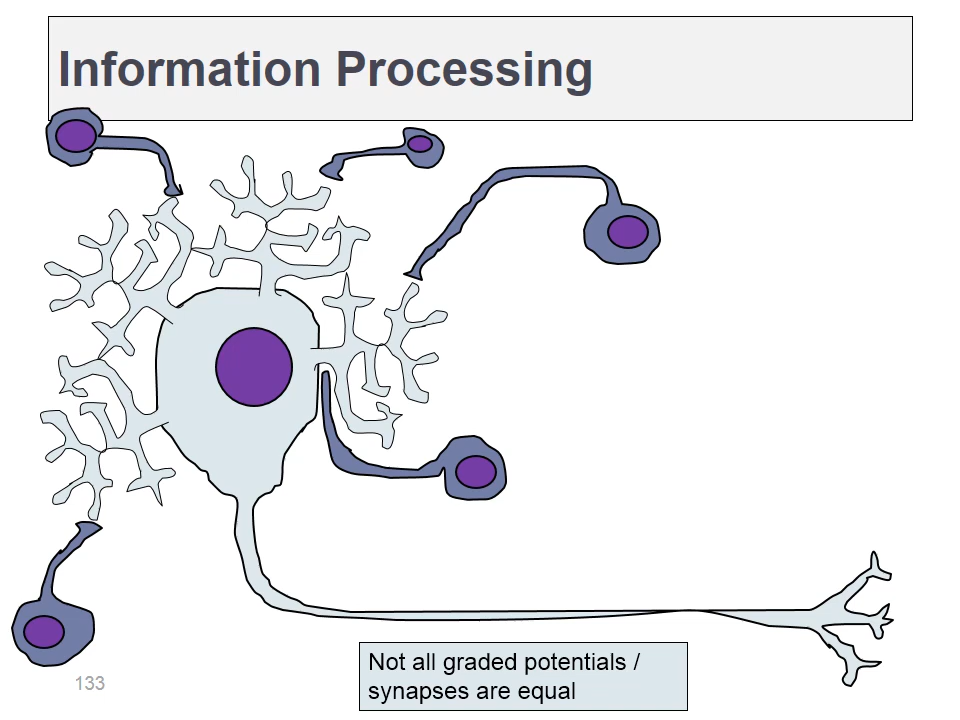 Information Processing
Not all graded potentials /
synapses are equal
133